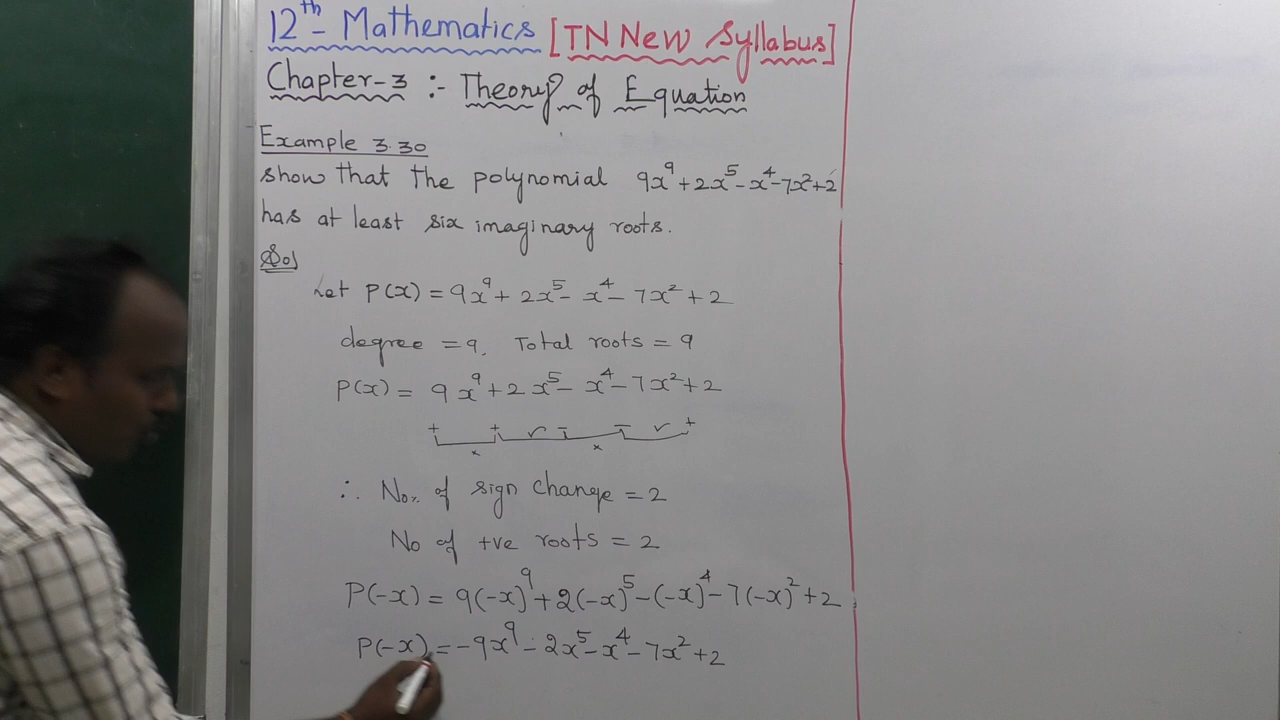 12th- Mathematics [TN New Syllabus]
Chapter-3 :- Theory of Equation
Example 3.30
show that the polynomial 9x⁹+2x⁵-x⁴-7x²+2
has at least six imaginary roots.
Sol
Let P(x) = 9x⁹+ 2x⁵- x⁴- 7x²+2
degree = 9, Total roots = 9
P(x) = 9x⁹+2x⁵- x⁴-7x²+2
+ + ✓ - - ✓ +
× ×
∴ No. of sign change = 2
No of +ve roots = 2
P(-x) = 9(-x)⁹+2(-x)⁵-(-x)⁴-7(-x)²+2
P(-x) = -9x⁹- 2x⁵-x⁴-7x²+2